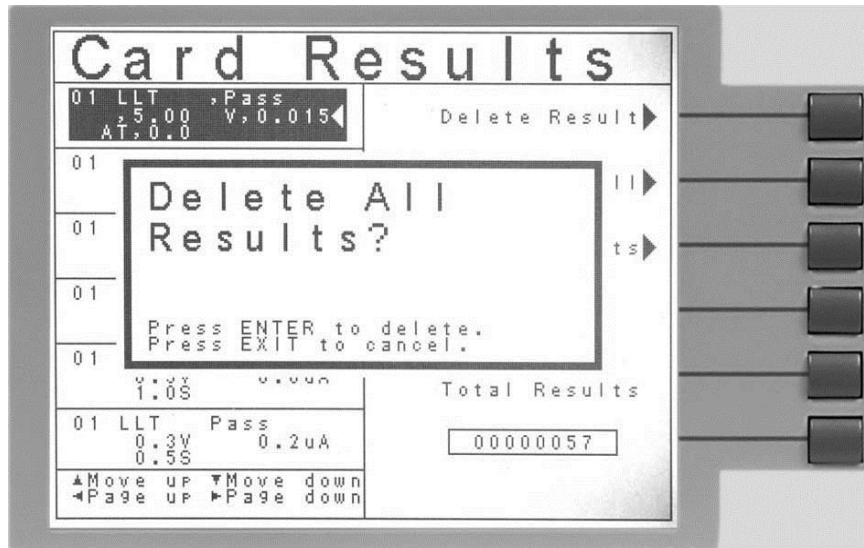 Card Results
01 LLT ,Pass
,5.00 V,0.015
AT,0.0
Delete Result
01
ll
Delete All
Results?
01
ts
01
Press ENTER to delete.
Press EXIT to cancel.
01
1.0S
Total Results
01 LLT Pass
0.3V 0.2uA
0.5S
00000057
▲Move up ▼Move down
◄Page up ►Page down